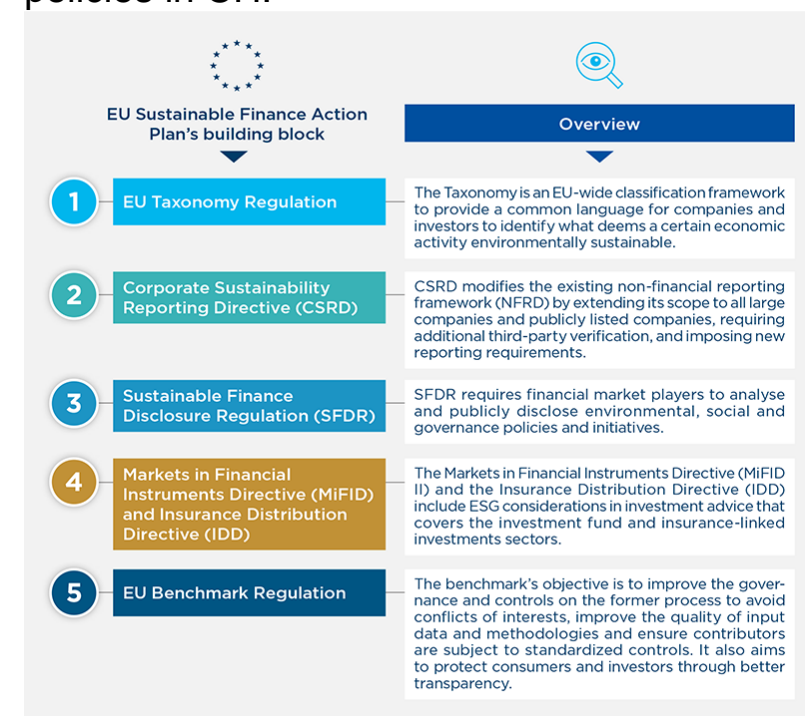 EU Sustainable Finance Action
Plan's building block
Overview
1
EU Taxonomy Regulation
The Taxonomy is an EU-wide classification framework
to provide a common language for companies and
investors to identify what deems a certain economic
activity environmentally sustainable.
2
Corporate Sustainability
Reporting Directive (CSRD)
CSRD modifies the existing non-financial reporting
framework (NFRD) by extending its scope to all large
companies and publicly listed companies, requiring
additional third-party verification, and imposing new
reporting requirements.
3
Sustainable Finance
Disclosure Regulation (SFDR)
SFDR requires financial market players to analyse
and publicly disclose environmental, social and
governance policies and initiatives.
4
Markets in Financial
Instruments Directive (MiFID)
and Insurance Distribution
Directive (IDD)
The Markets in Financial Instruments Directive (MiFID
II) and the Insurance Distribution Directive (IDD)
include ESG considerations in investment advice that
covers the investment fund and insurance-linked
investments sectors.
5
EU Benchmark Regulation
The benchmark's objective is to improve the gover-
nance and controls on the former process to avoid
conflicts of interests, improve the quality of input
data and methodologies and ensure contributors
are subject to standardized controls. It also aims
to protect consumers and investors through better
transparency.